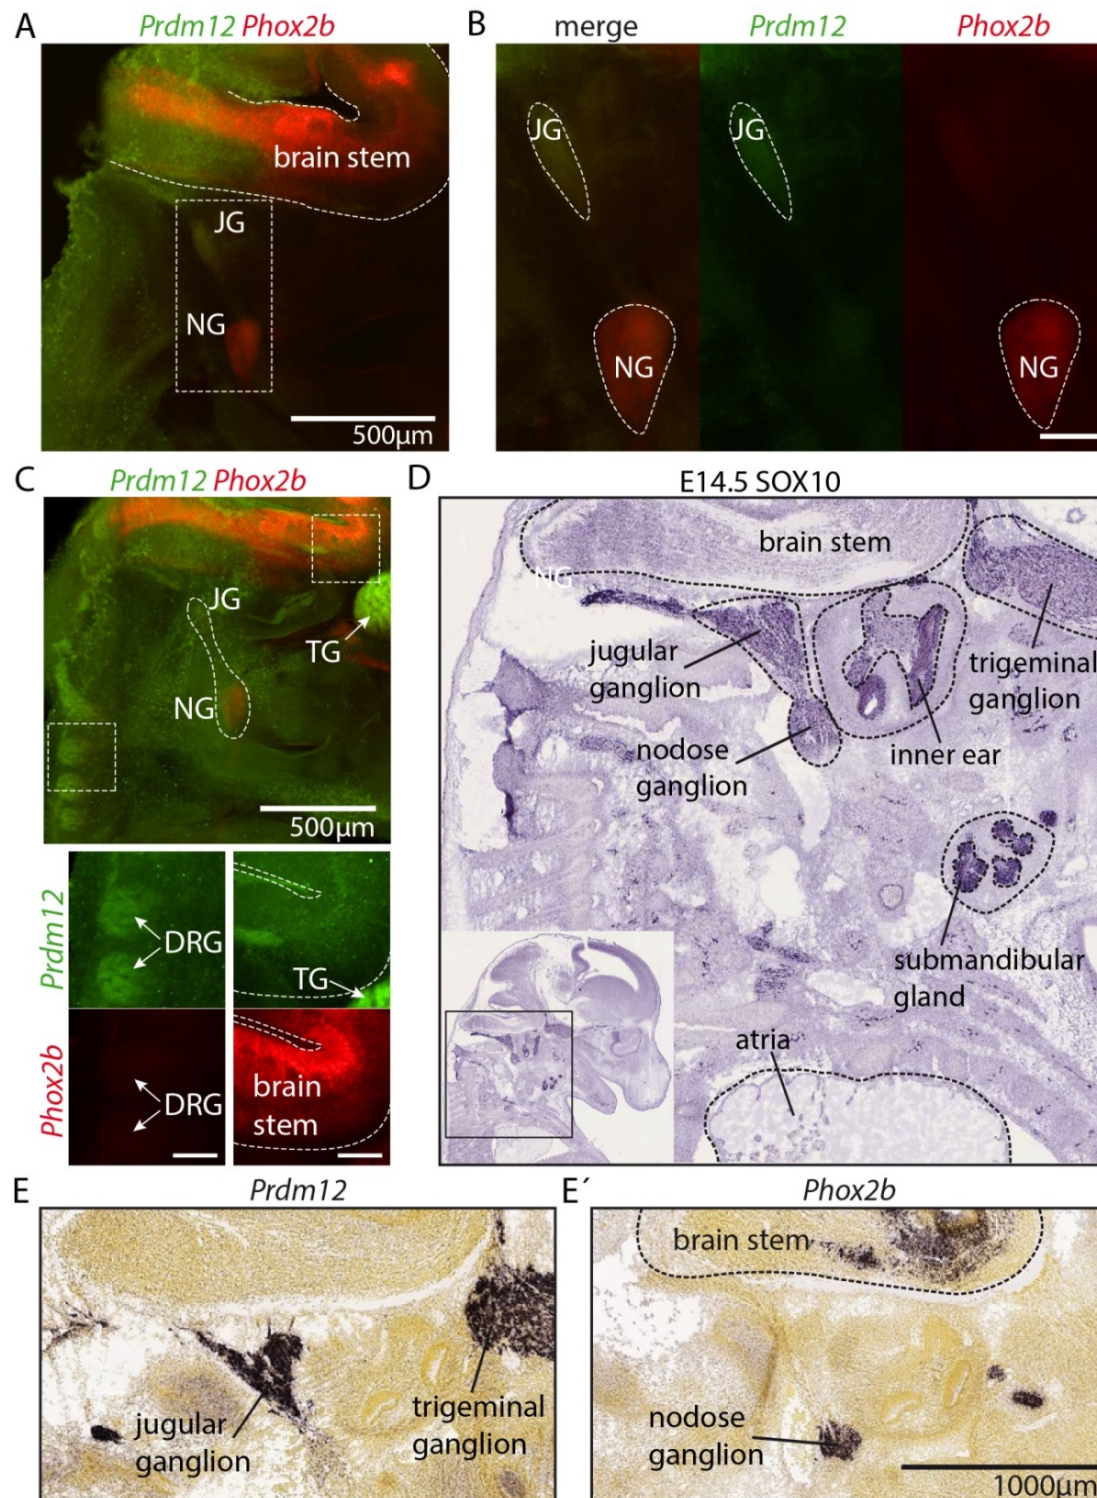 A
Prdm12 Phox2b
brain stem
JG
NG
500µm
B
merge
Prdm12
Phox2b
JG
JG
NG
NG
C
Prdm12 Phox2b
JG
TG
NG
500µm
Prdm12
DRG
TG
Phox2b
DRG
brain
stem
D
E14.5 SOX10
brain stem
NG
jugular
ganglion
trigeminal
ganglion
nodose
ganglion
inner ear
submandibular
gland
atria
E
Prdm12
jugular
ganglion
trigeminal
ganglion
E´
Phox2b
brain stem
nodose
ganglion
1000µm